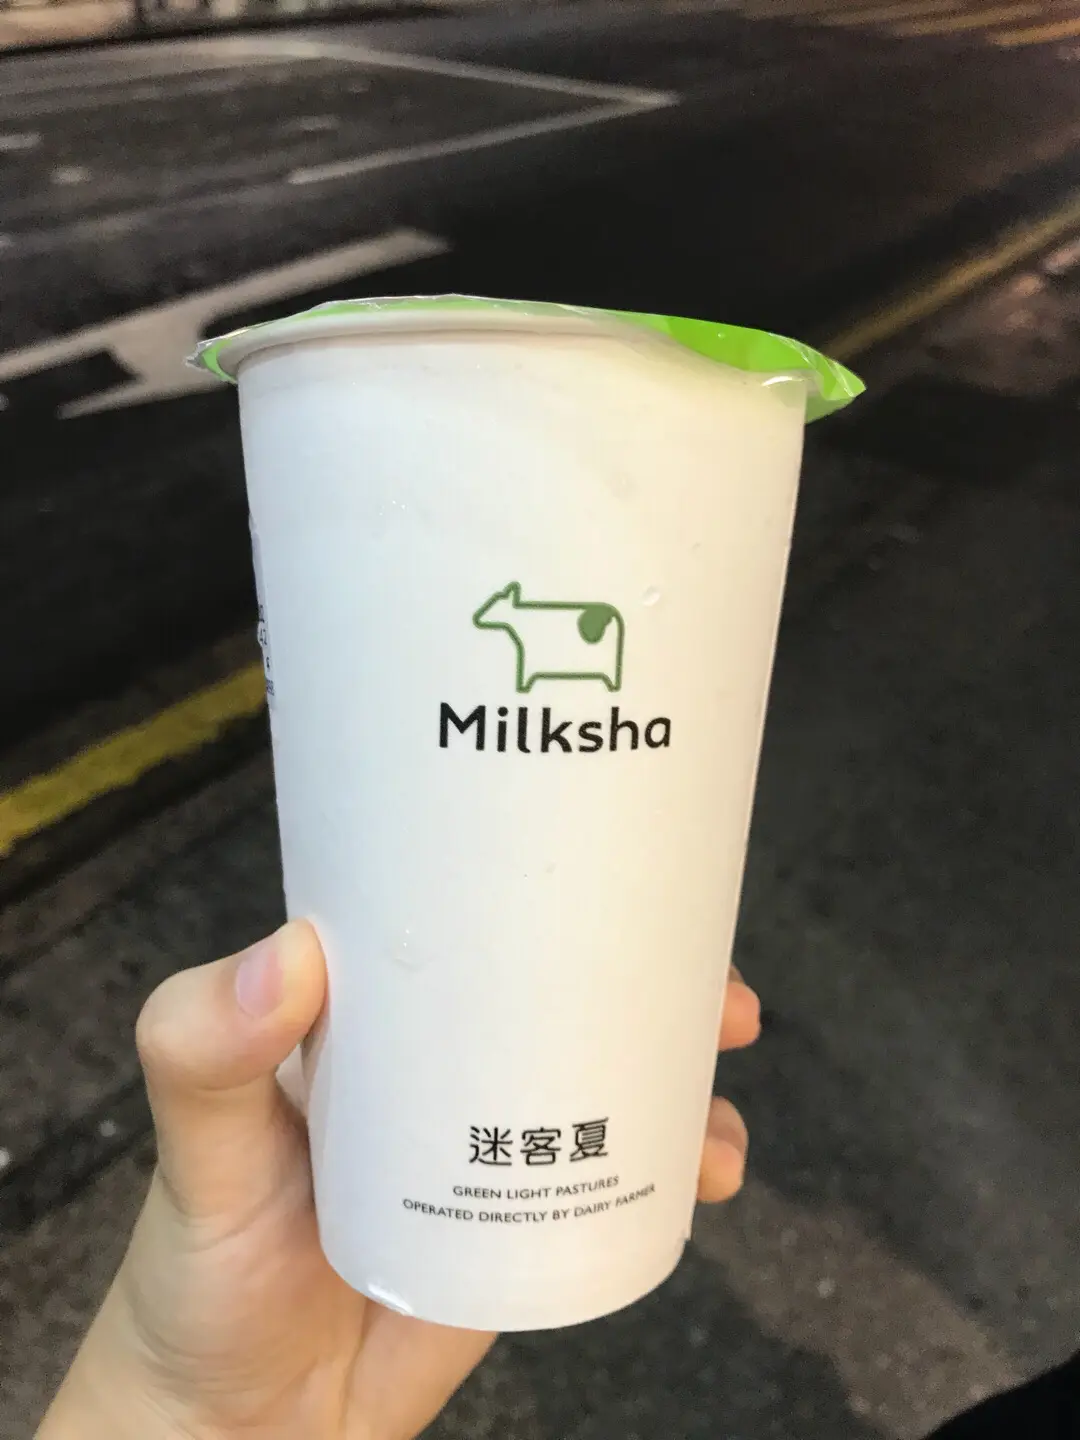 Milksha
迷客夏
GREEN LIGHT PASTURES
OPERATED DIRECTLY BY DAIRY FARMER